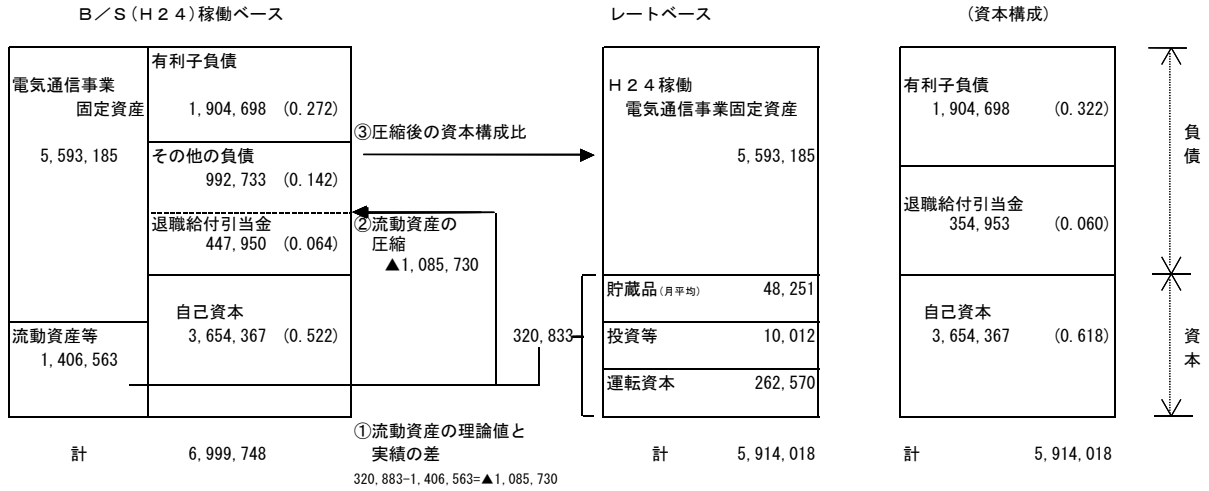 Ｂ／Ｓ（Ｈ２４）稼働ベース
電気通信事業
固定資産
5,593,185
流動資産等
1,406,563
有利子負債
1,904,698 (0.272)
その他の負債
992,733 (0.142)
退職給付引当金
447,950 (0.064)
自己資本
3,654,367 (0.522)
計 6,999,748
③圧縮後の資本構成比
②流動資産の
圧縮
▲1,085,730
320,833
①流動資産の理論値と
実績の差
320,883-1,406,563=▲1,085,730
レートベース
Ｈ２４稼働
電気通信事業固定資産
5,593,185
貯蔵品(月平均) 48,251
投資等 10,012
運転資本 262,570
計 5,914,018
（資本構成）
有利子負債
1,904,698 (0.322)
退職給付引当金
354,953 (0.060)
自己資本
3,654,367 (0.618)
計 5,914,018
負債
資本